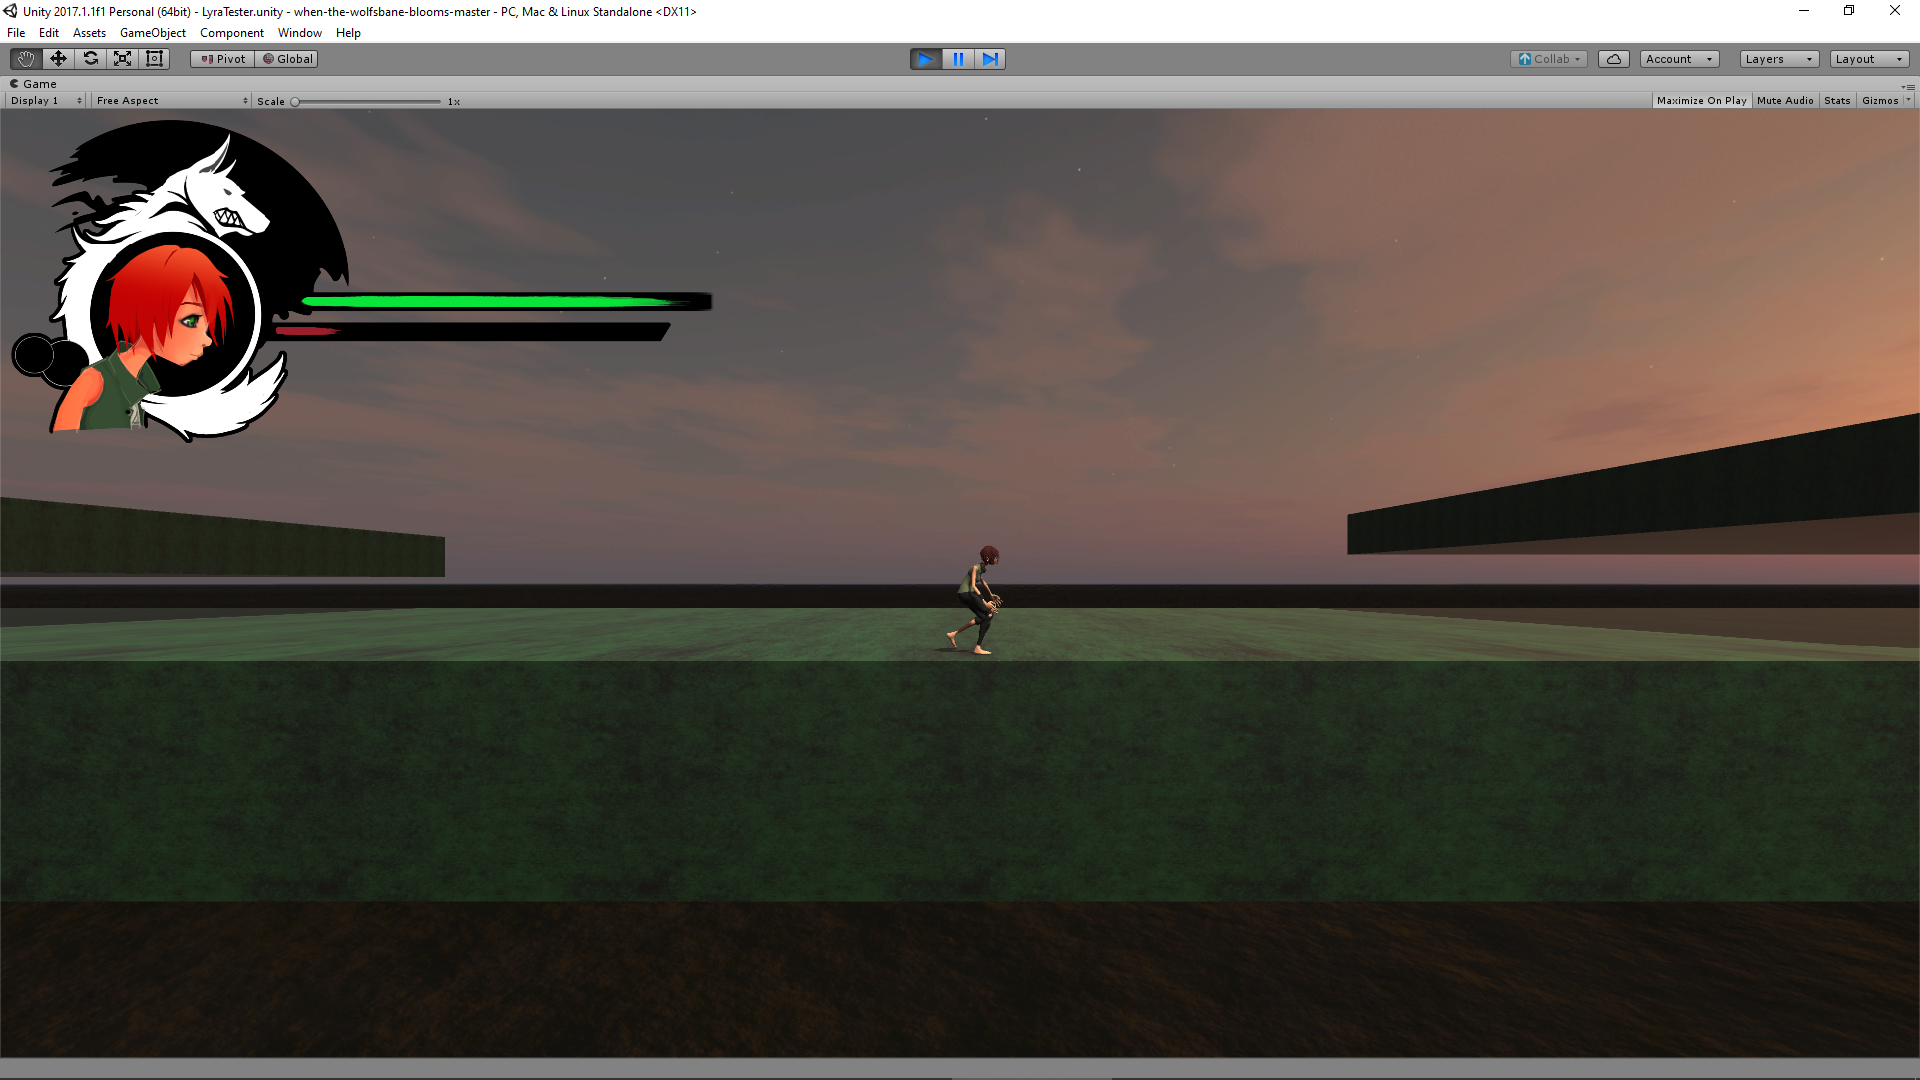 Unity 2017.1.1f1 Personal (64bit) - LyraTester.unity - when-the-wolfsbane-blooms-master - PC, Mac & Linux Standalone <DX11>
File Edit Assets GameObject Component Window Help
Pivot Global Collab Account Layers Layout
Game
Display 1 Free Aspect Scale 1x Maximize On Play Mute Audio Stats Gizmos